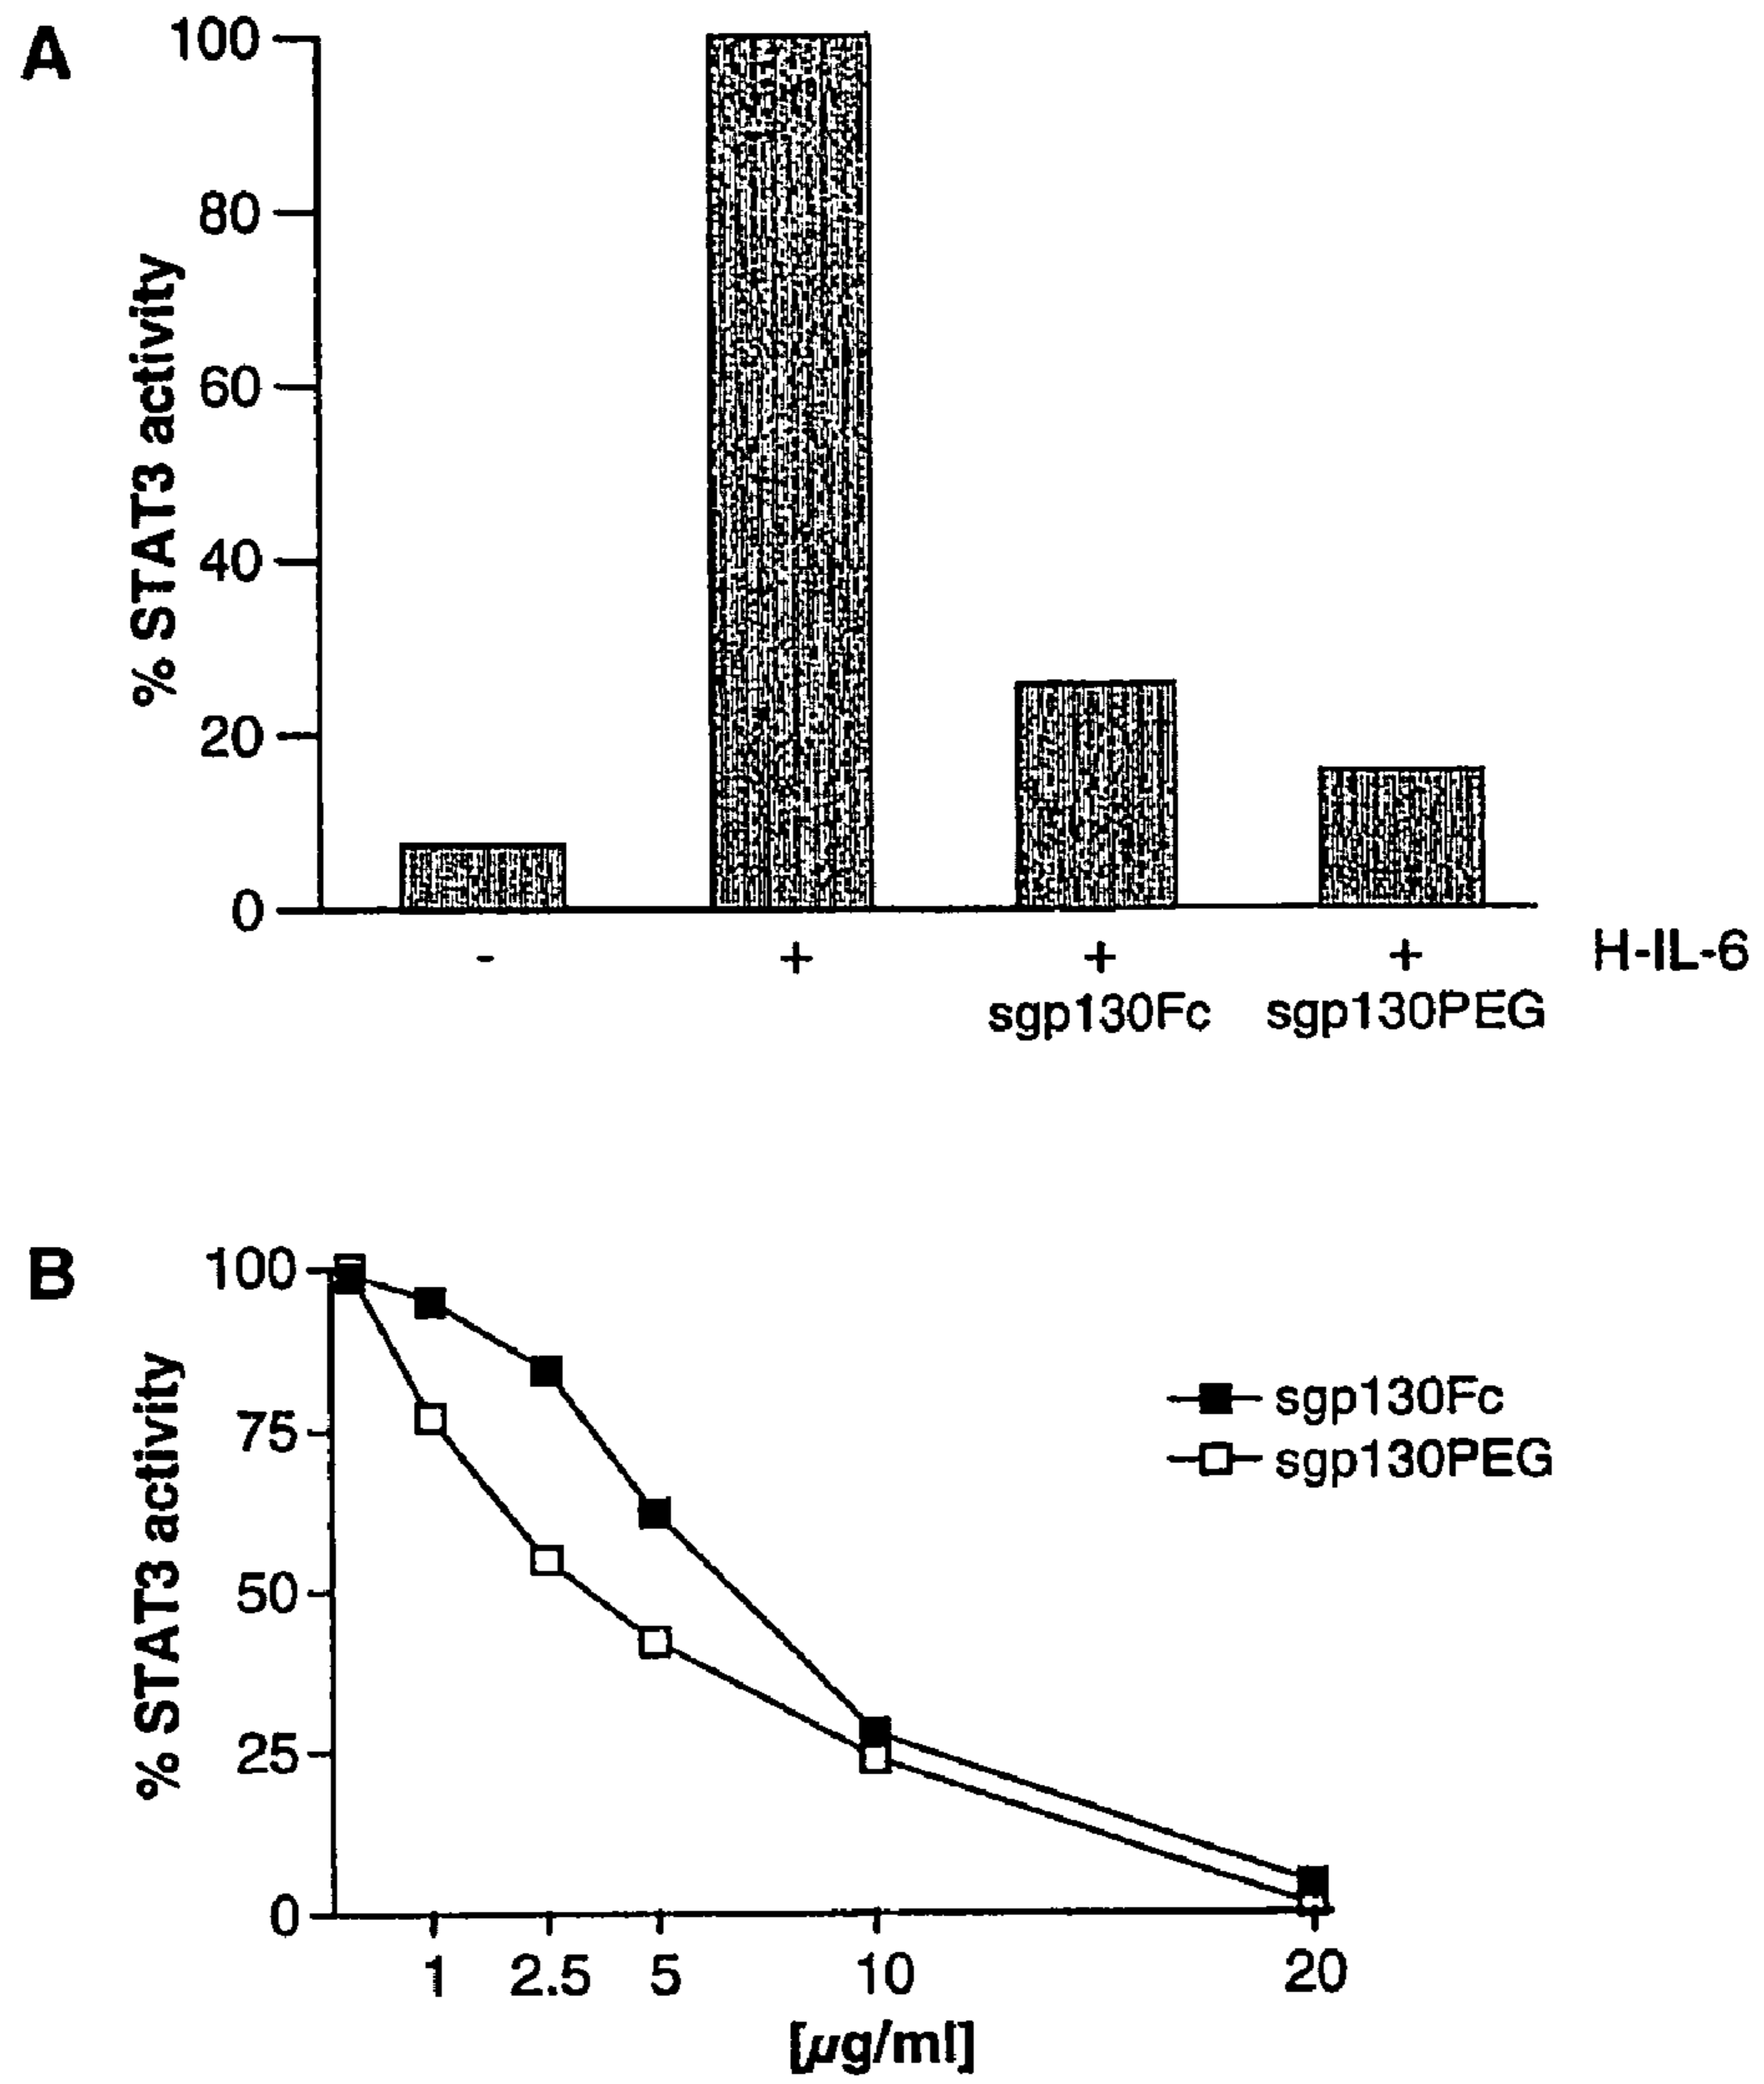 A
100
80
60
40
20
0
% STAT3 activity
- + + + H-IL-6
sgp130Fc sgp130PEG
B
100
75
50
25
0
% STAT3 activity
sgp130Fc
sgp130PEG
1 2.5 5 10 20
[µg/ml]